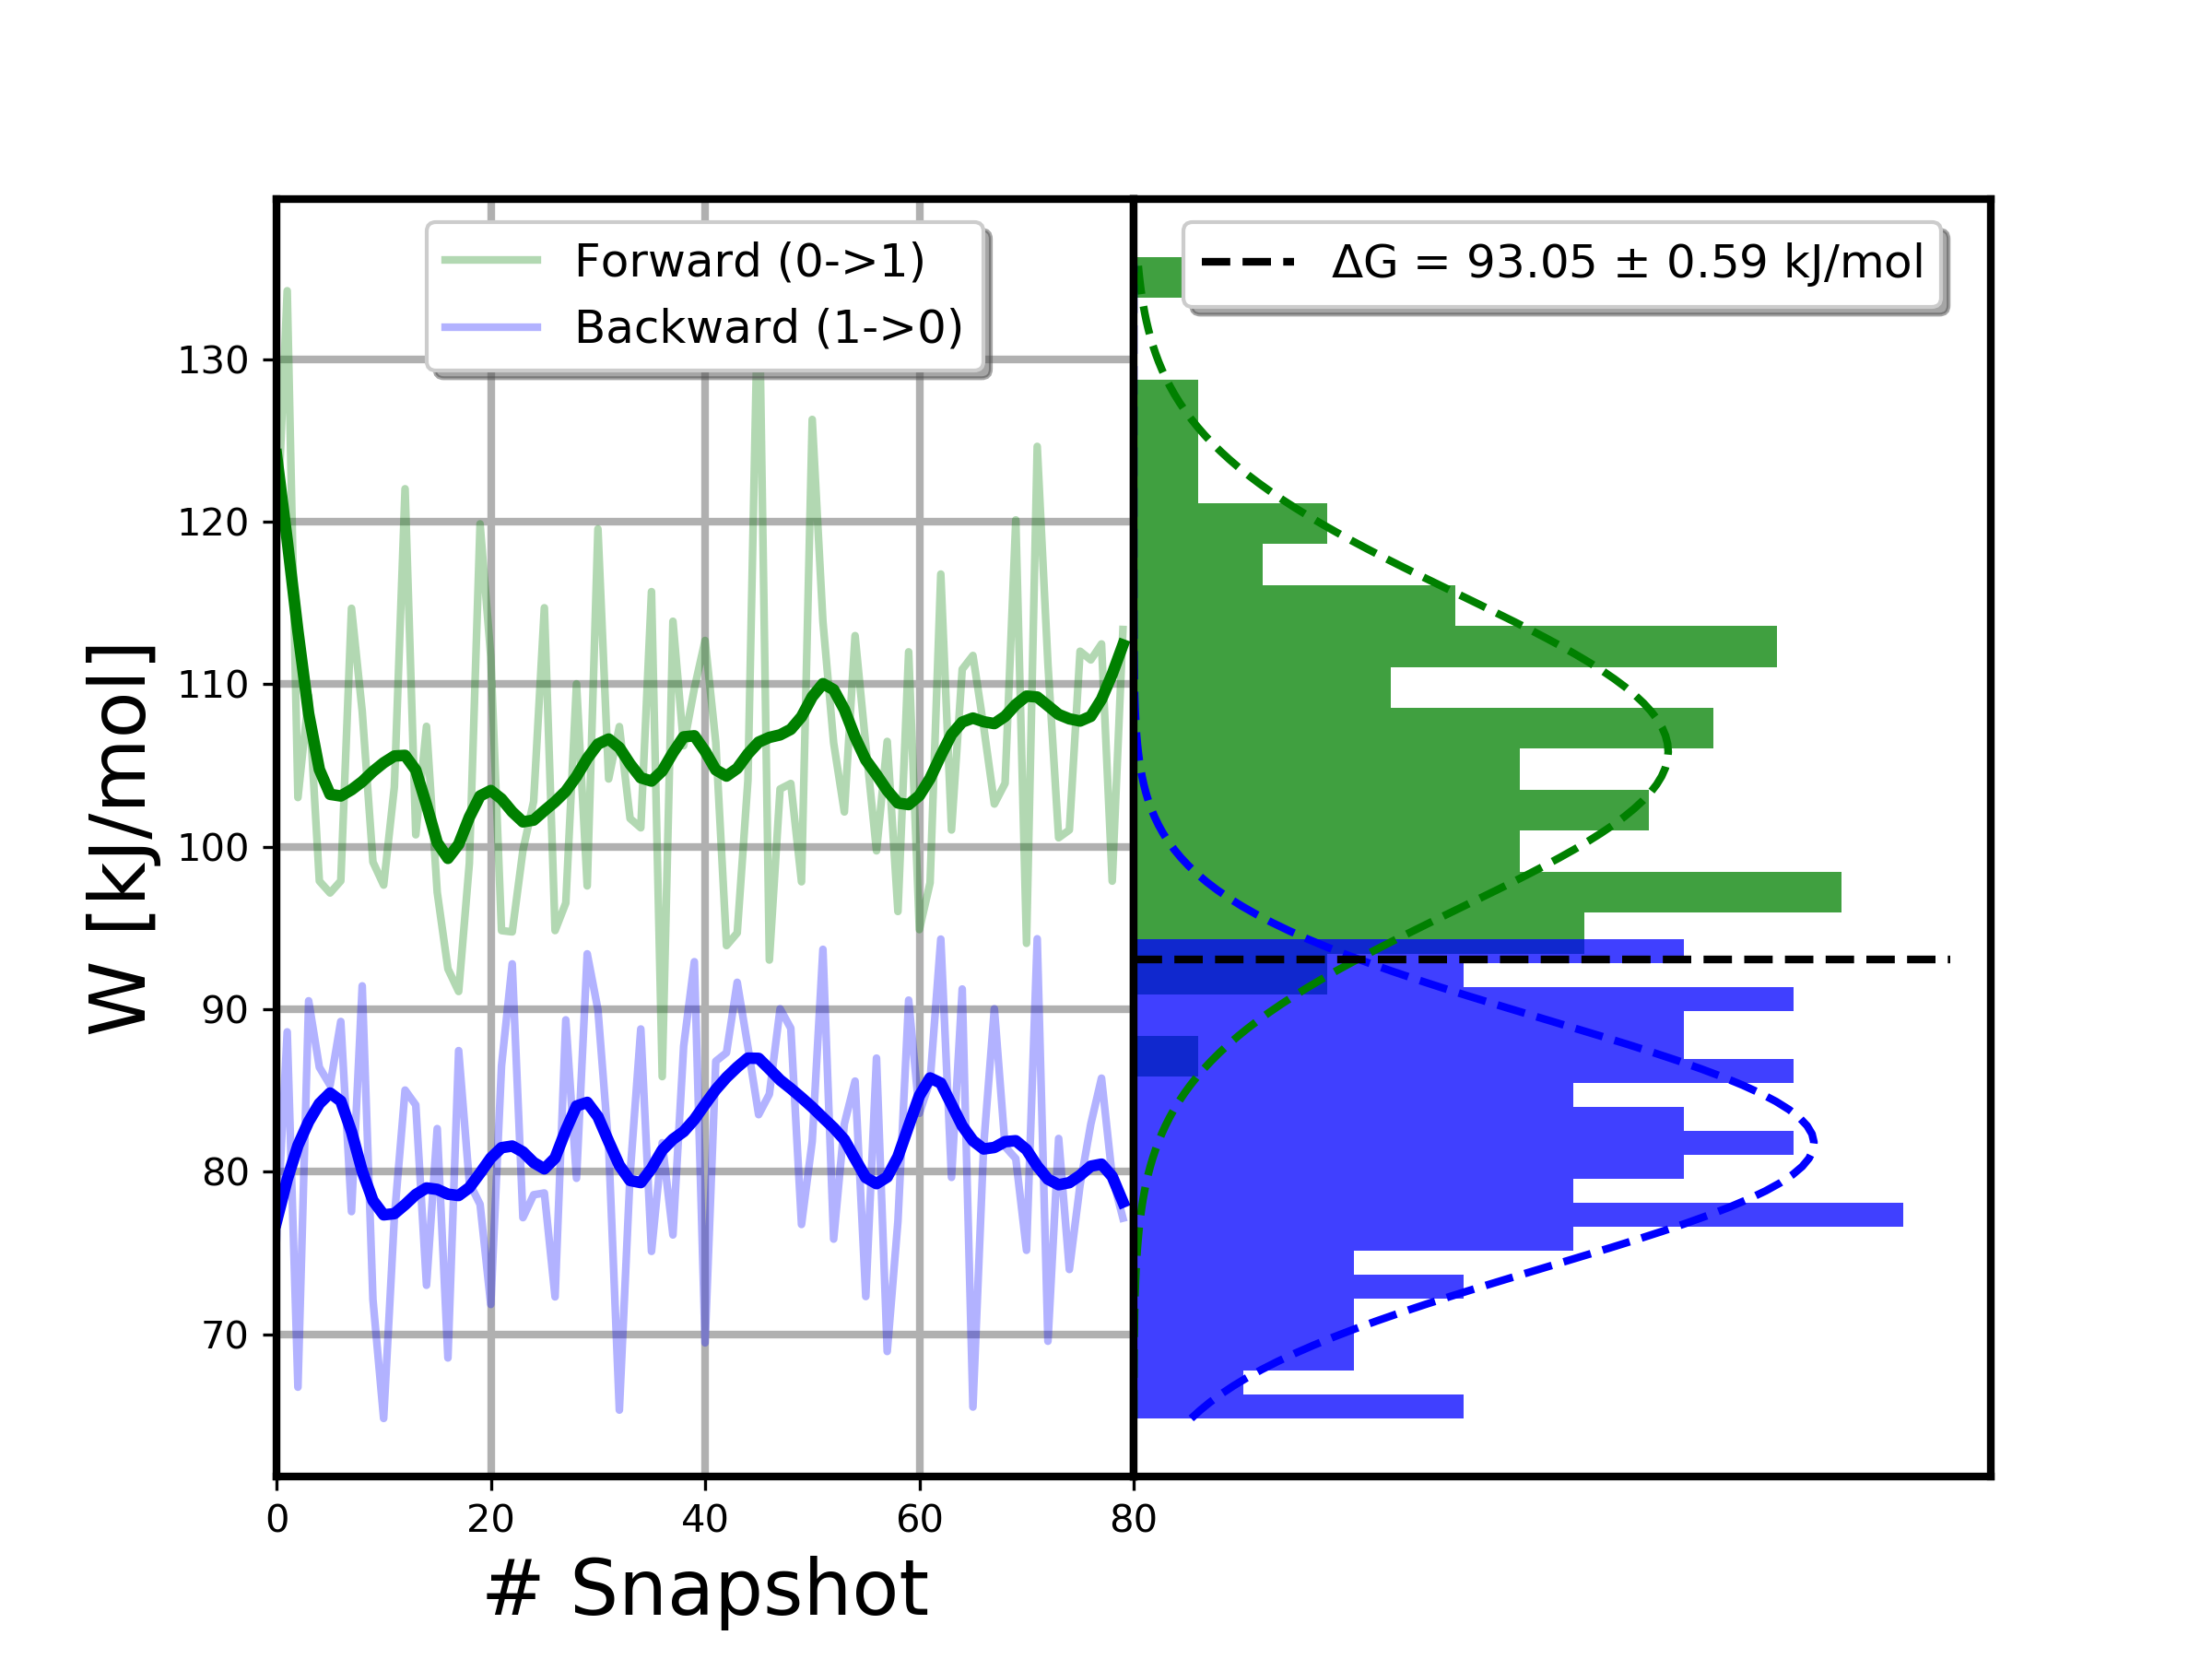 Forward (0->1)
Backward (1->0)
ΔG = 93.05 ± 0.59 kJ/mol
W [kJ/mol]
130
120
110
100
90
80
70
0 20 40 60 80
# Snapshot